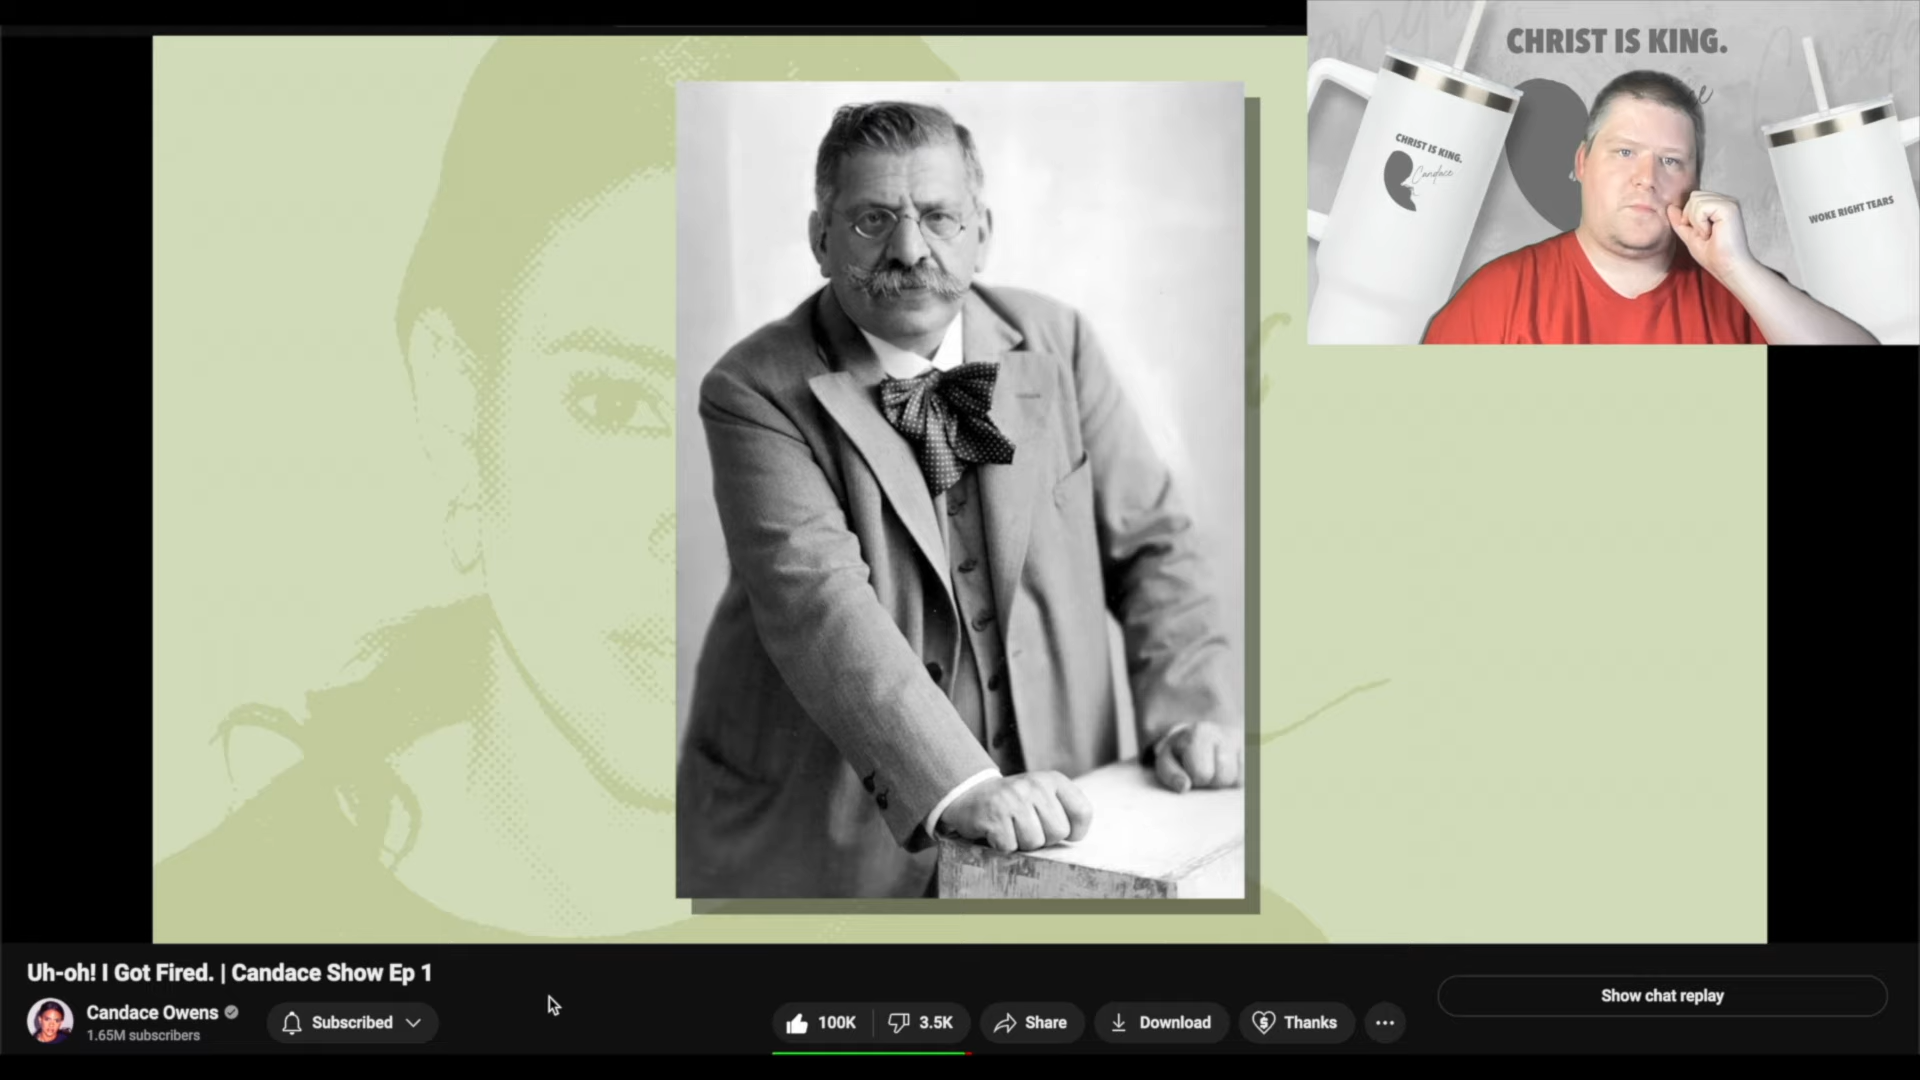 CHRIST IS KING.
CHRIST IS KING.
Candace
WOKE RIGHT TEARS
Uh-oh! I Got Fired. | Candace Show Ep 1
Candace Owens
1.65M subscribers
Subscribed
100K
3.5K
Share
Download
Thanks
Show chat replay